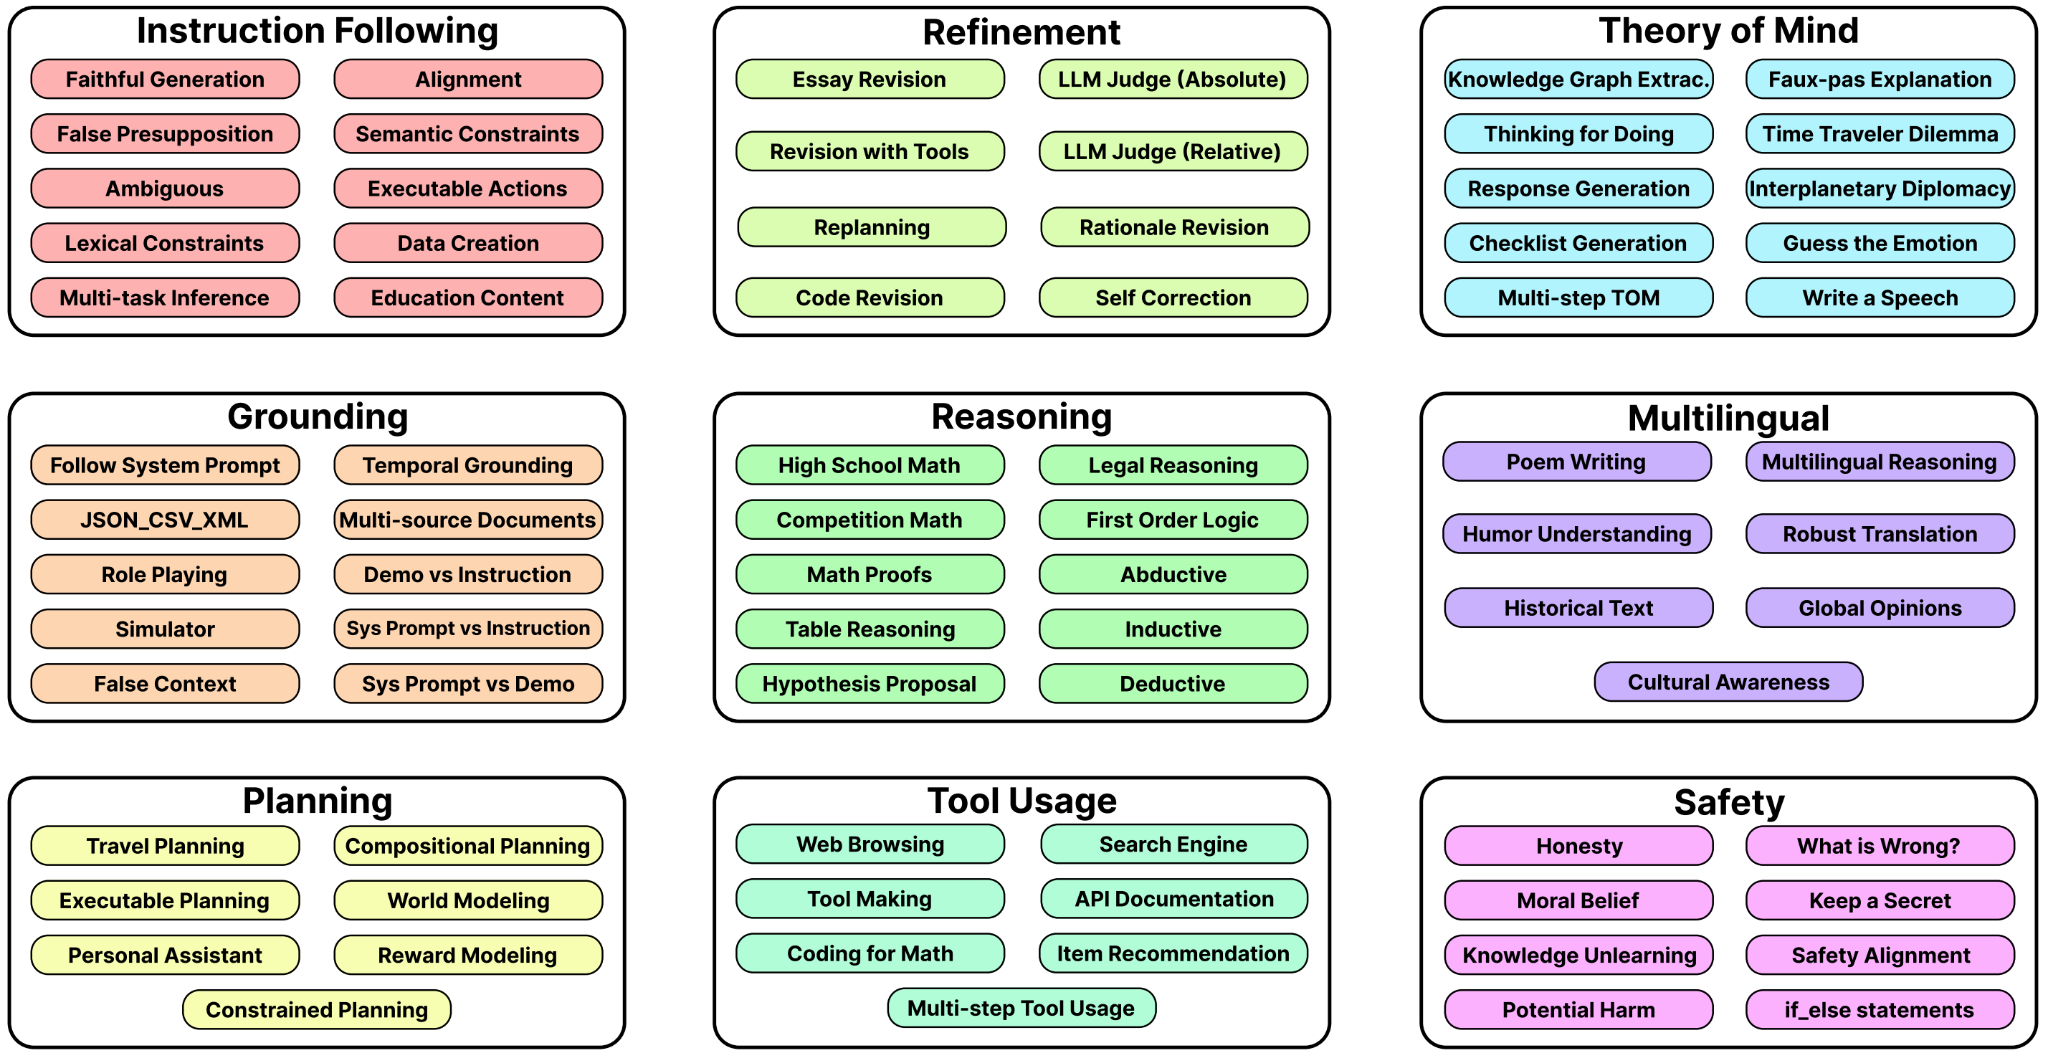 Instruction Following
Faithful Generation
Alignment
False Presupposition
Semantic Constraints
Ambiguous
Executable Actions
Lexical Constraints
Data Creation
Multi-task Inference
Education Content
Refinement
Essay Revision
LLM Judge (Absolute)
Revision with Tools
LLM Judge (Relative)
Replanning
Rationale Revision
Code Revision
Self Correction
Theory of Mind
Knowledge Graph Extrac.
Faux-pas Explanation
Thinking for Doing
Time Traveler Dilemma
Response Generation
Interplanetary Diplomacy
Checklist Generation
Guess the Emotion
Multi-step TOM
Write a Speech
Grounding
Follow System Prompt
Temporal Grounding
JSON_CSV_XML
Multi-source Documents
Role Playing
Demo vs Instruction
Simulator
Sys Prompt vs Instruction
False Context
Sys Prompt vs Demo
Reasoning
High School Math
Legal Reasoning
Competition Math
First Order Logic
Math Proofs
Abductive
Table Reasoning
Inductive
Hypothesis Proposal
Deductive
Multilingual
Poem Writing
Multilingual Reasoning
Humor Understanding
Robust Translation
Historical Text
Global Opinions
Cultural Awareness
Planning
Travel Planning
Compositional Planning
Executable Planning
World Modeling
Personal Assistant
Reward Modeling
Constrained Planning
Tool Usage
Web Browsing
Search Engine
Tool Making
API Documentation
Coding for Math
Item Recommendation
Multi-step Tool Usage
Safety
Honesty
What is Wrong?
Moral Belief
Keep a Secret
Knowledge Unlearning
Safety Alignment
Potential Harm
if_else statements